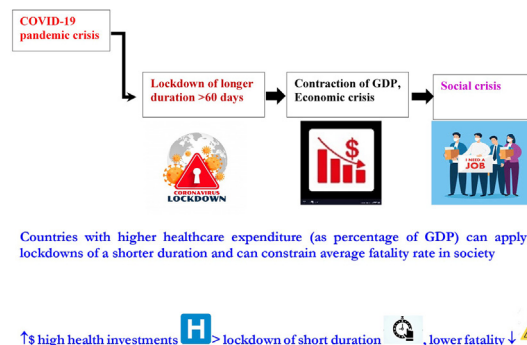 COVID-19
pandemic crisis
Lockdown of longer
duration >60 days
Contraction of GDP,
Economic crisis
Social crisis
$
CORONAVIRUS
LOCKDOWN
I NEED A
JOB
Countries with higher healthcare expenditure (as percentage of GDP) can apply
lockdowns of a shorter duration and can constrain average fatality rate in society
↑$ high health investments H > lockdown of short duration , lower fatality ↓